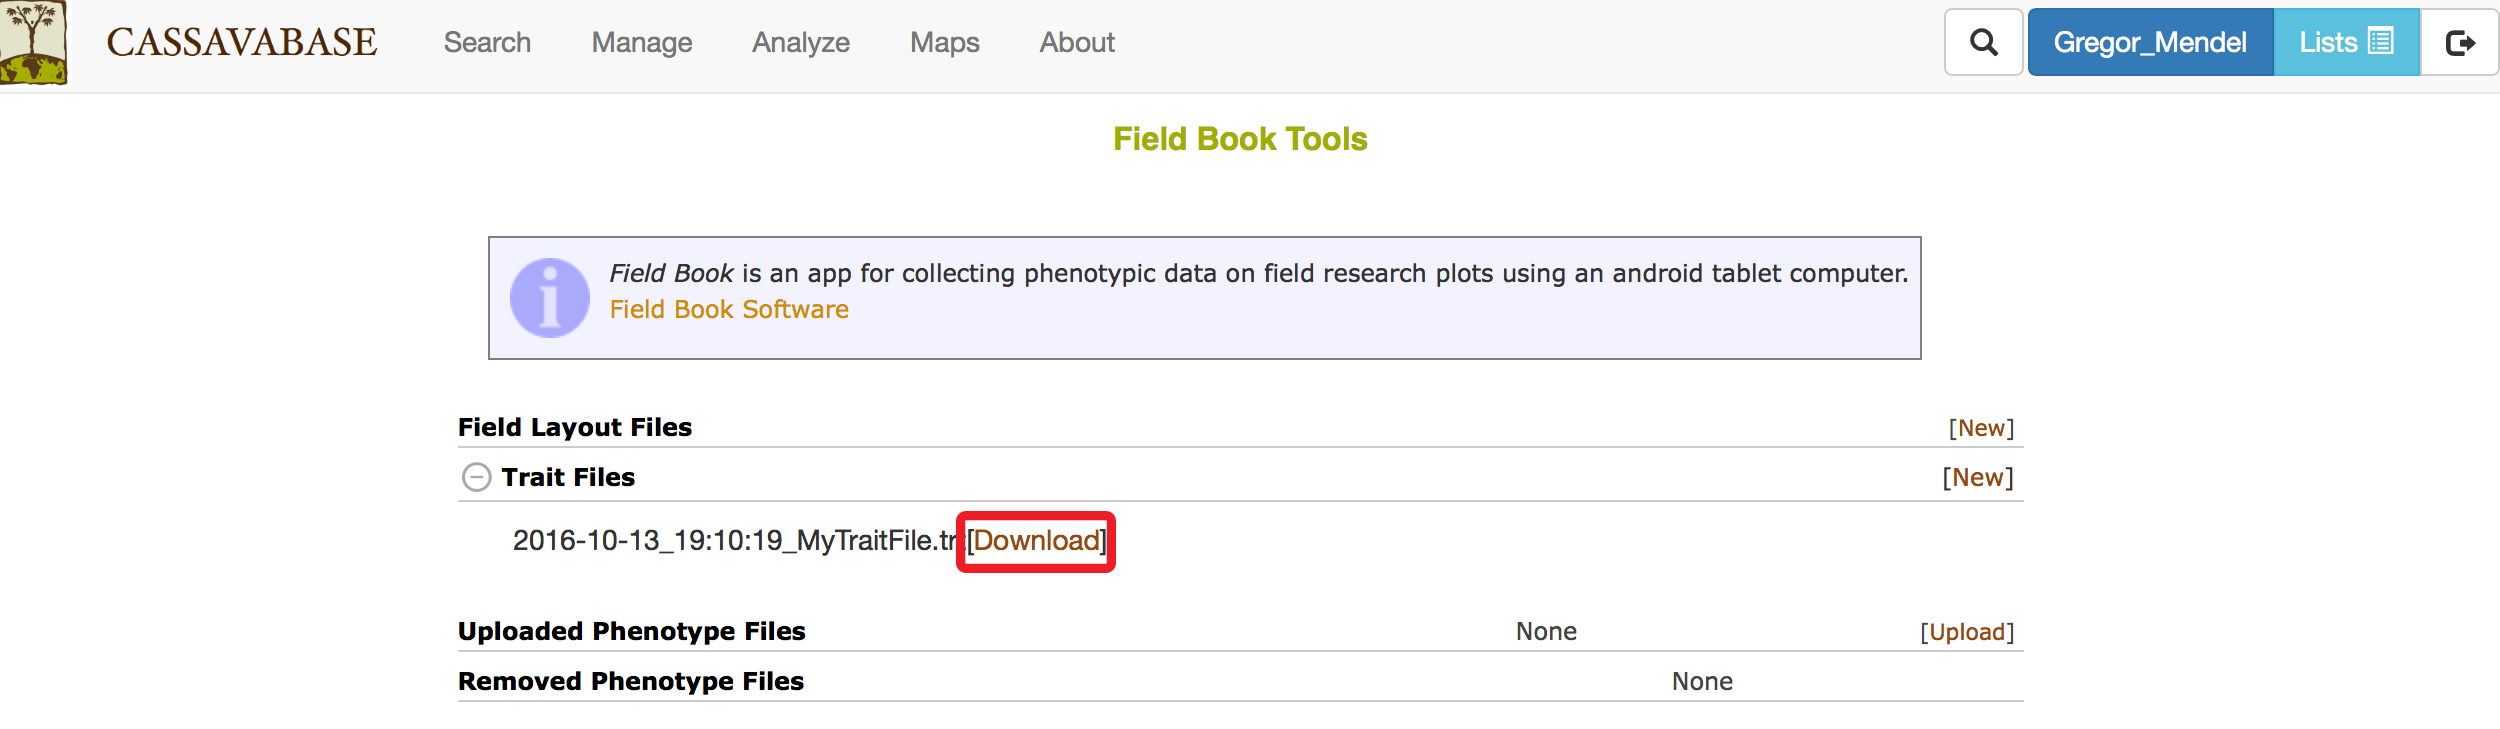 CASSAVABASE Search Manage Analyze Maps About Gregor_Mendel Lists
Field Book Tools
Field Book is an app for collecting phenotypic data on field research plots using an android tablet computer.
Field Book Software
Field Layout Files [New]
Trait Files [New]
2016-10-13_19:10:19_MyTraitFile.trt[Download]
Uploaded Phenotype Files None [Upload]
Removed Phenotype Files None